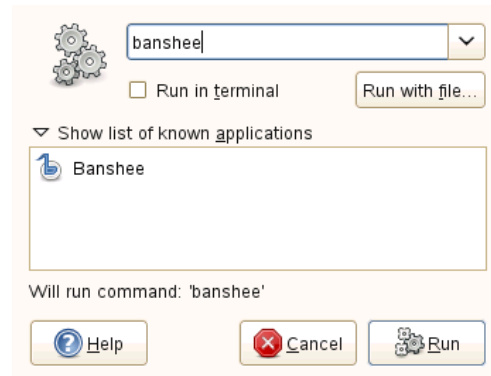 banshee
Run in terminal
Run with file...
Show list of known applications
Banshee
Will run command: 'banshee'
Help
Cancel
Run